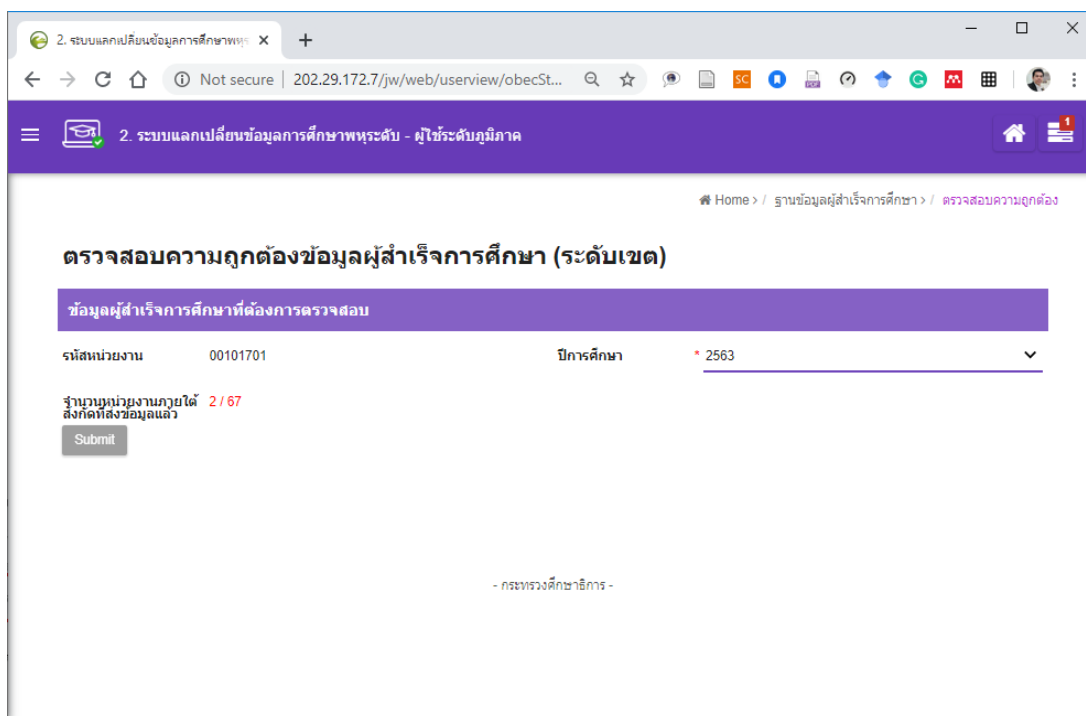 2. ระบบแลกเปลี่ยนข้อมูลการศึกษาพหุระ
Not secure | 202.29.172.7/jw/web/userview/obecSt...
2. ระบบแลกเปลี่ยนข้อมูลการศึกษาพหุระดับ - ผู้ใช้ระดับภูมิภาค
1
Home > / ฐานข้อมูลผู้สำเร็จการศึกษา > / ตรวจสอบความถูกต้อง
ตรวจสอบความถูกต้องข้อมูลผู้สำเร็จการศึกษา (ระดับเขต)
ข้อมูลผู้สำเร็จการศึกษาที่ต้องการตรวจสอบ
รหัสหน่วยงาน 00101701 ปีการศึกษา * 2563
จำนวนหน่วยงานภายใต้ 2 / 67
สังกัดที่ส่งข้อมูลแล้ว
Submit
- กระทรวงศึกษาธิการ -